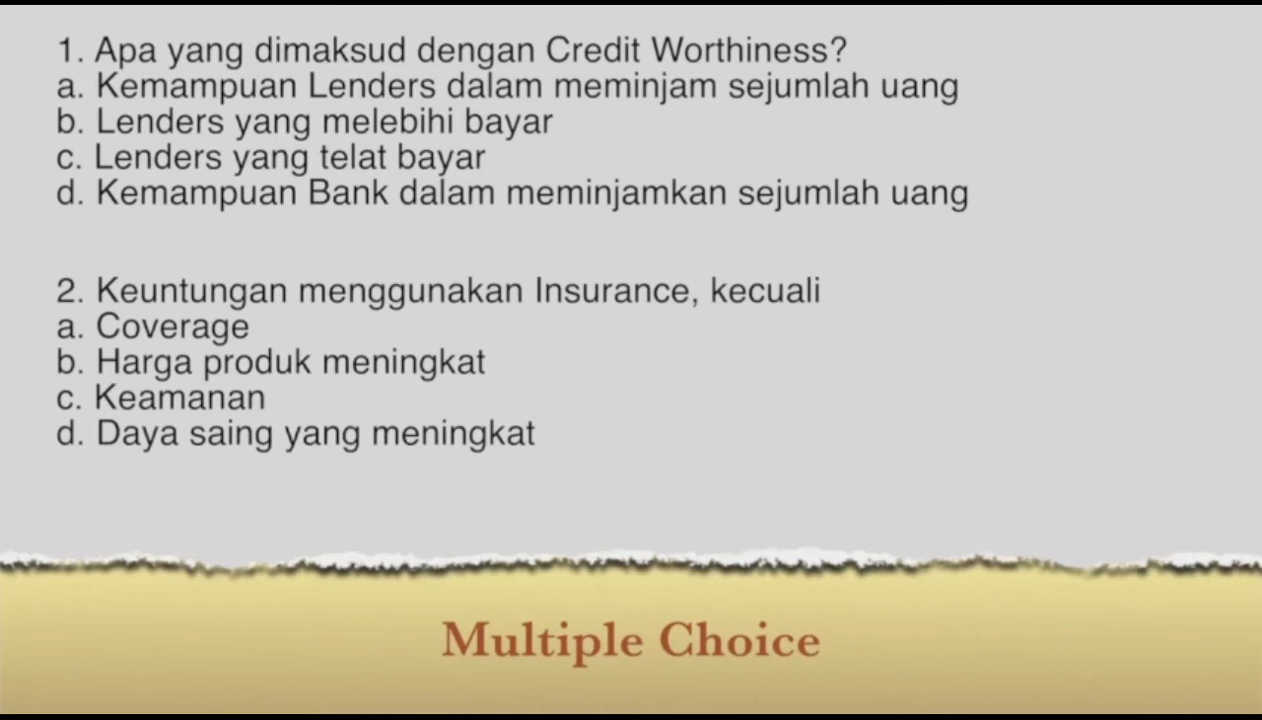 1. Apa yang dimaksud dengan Credit Worthiness?
a. Kemampuan Lenders dalam meminjam sejumlah uang
b. Lenders yang melebihi bayar
c. Lenders yang telat bayar
d. Kemampuan Bank dalam meminjamkan sejumlah uang
2. Keuntungan menggunakan Insurance, kecuali
a. Coverage
b. Harga produk meningkat
c. Keamanan
d. Daya saing yang meningkat
Multiple Choice